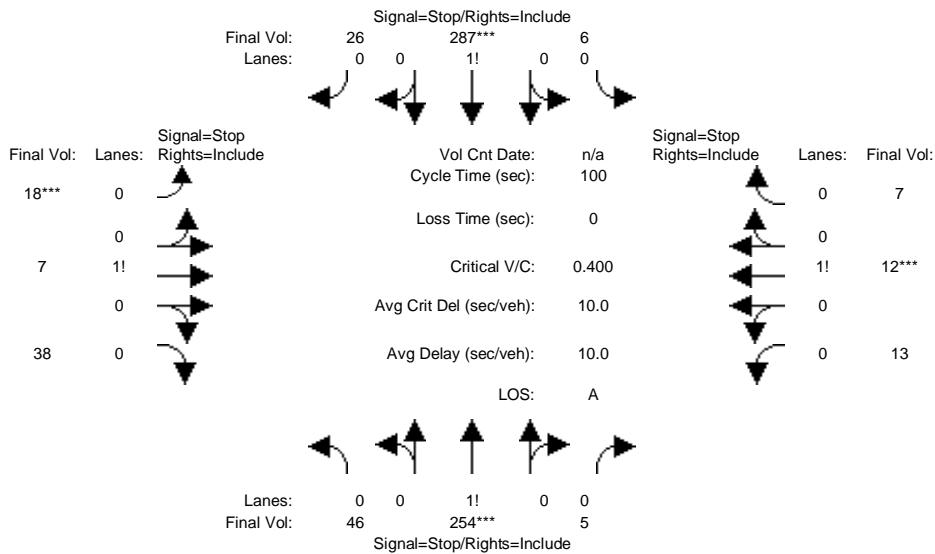 Signal=Stop/Rights=Include
Final Vol: 26 287*** 6
Lanes: 0 0 1! 0 0
Signal=Stop
Final Vol: Lanes: Rights=Include
Vol Cnt Date: n/a
Signal=Stop
Rights=Include Lanes: Final Vol:
Cycle Time (sec): 100
18*** 0
0 7
Loss Time (sec): 0
0
0
7 1!
Critical V/C: 0.400
1! 12***
0
Avg Crit Del (sec/veh): 10.0
0
38 0
Avg Delay (sec/veh): 10.0
0 13
LOS: A
Lanes: 0 0 1! 0 0
Final Vol: 46 254*** 5
Signal=Stop/Rights=Include